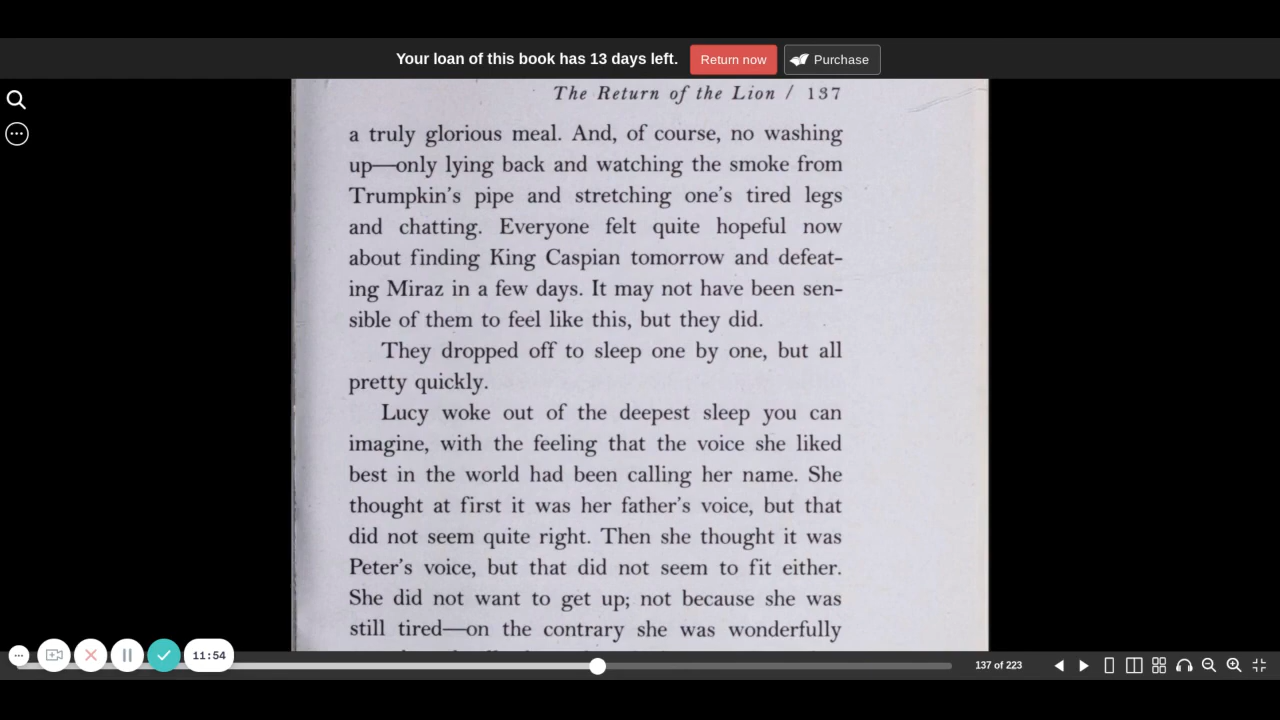 Your loan of this book has 13 days left. Return now Purchase
The Return of the Lion / 137
a truly glorious meal. And, of course, no washing
up—only lying back and watching the smoke from
Trumpkin's pipe and stretching one's tired legs
and chatting. Everyone felt quite hopeful now
about finding King Caspian tomorrow and defeat-
ing Miraz in a few days. It may not have been sen-
sible of them to feel like this, but they did.
They dropped off to sleep one by one, but all
pretty quickly.
Lucy woke out of the deepest sleep you can
imagine, with the feeling that the voice she liked
best in the world had been calling her name. She
thought at first it was her father's voice, but that
did not seem quite right. Then she thought it was
Peter's voice, but that did not seem to fit either.
She did not want to get up; not because she was
still tired—on the contrary she was wonderfully
11:54
137 of 223